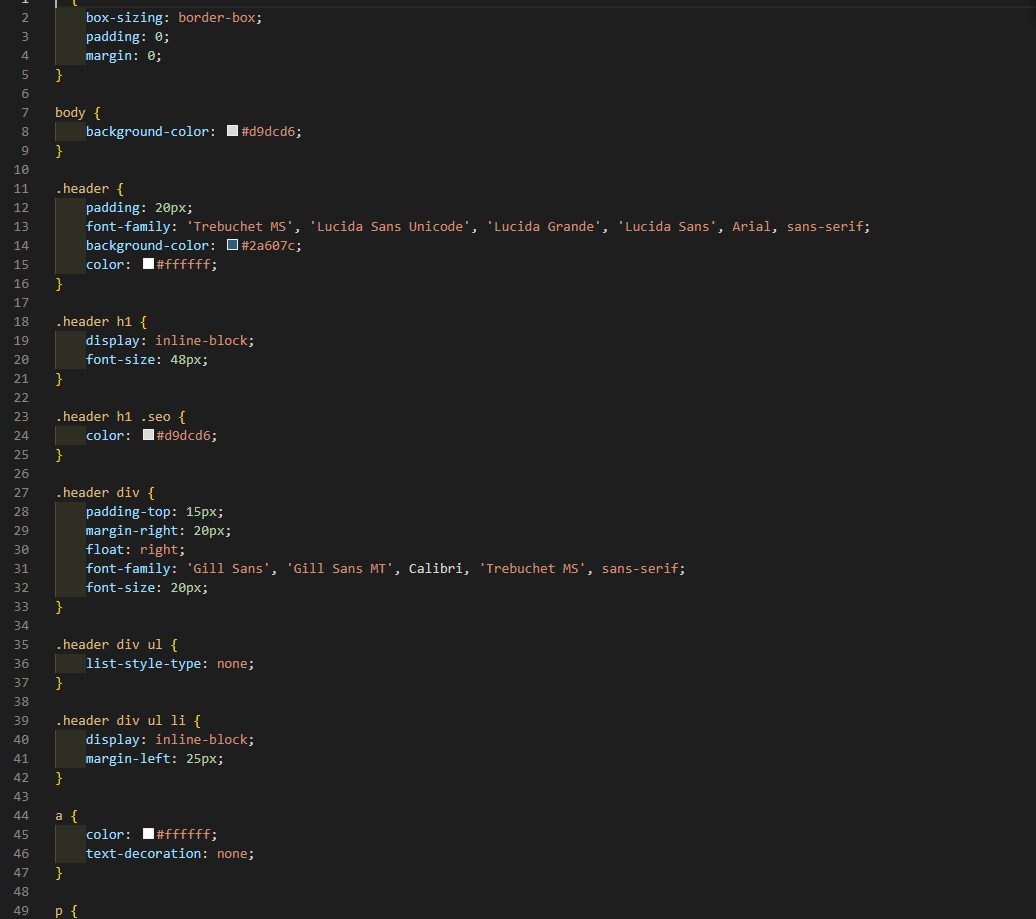 1 {
2 box-sizing: border-box;
3 padding: 0;
4 margin: 0;
5 }
6
7 body {
8 background-color: #d9dcd6;
9 }
10
11 .header {
12 padding: 20px;
13 font-family: 'Trebuchet MS', 'Lucida Sans Unicode', 'Lucida Grande', 'Lucida Sans', Arial, sans-serif;
14 background-color: #2a607c;
15 color: #ffffff;
16 }
17
18 .header h1 {
19 display: inline-block;
20 font-size: 48px;
21 }
22
23 .header h1 .seo {
24 color: #d9dcd6;
25 }
26
27 .header div {
28 padding-top: 15px;
29 margin-right: 20px;
30 float: right;
31 font-family: 'Gill Sans', 'Gill Sans MT', Calibri, 'Trebuchet MS', sans-serif;
32 font-size: 20px;
33 }
34
35 .header div ul {
36 list-style-type: none;
37 }
38
39 .header div ul li {
40 display: inline-block;
41 margin-left: 25px;
42 }
43
44 a {
45 color: #ffffff;
46 text-decoration: none;
47 }
48
49 p {